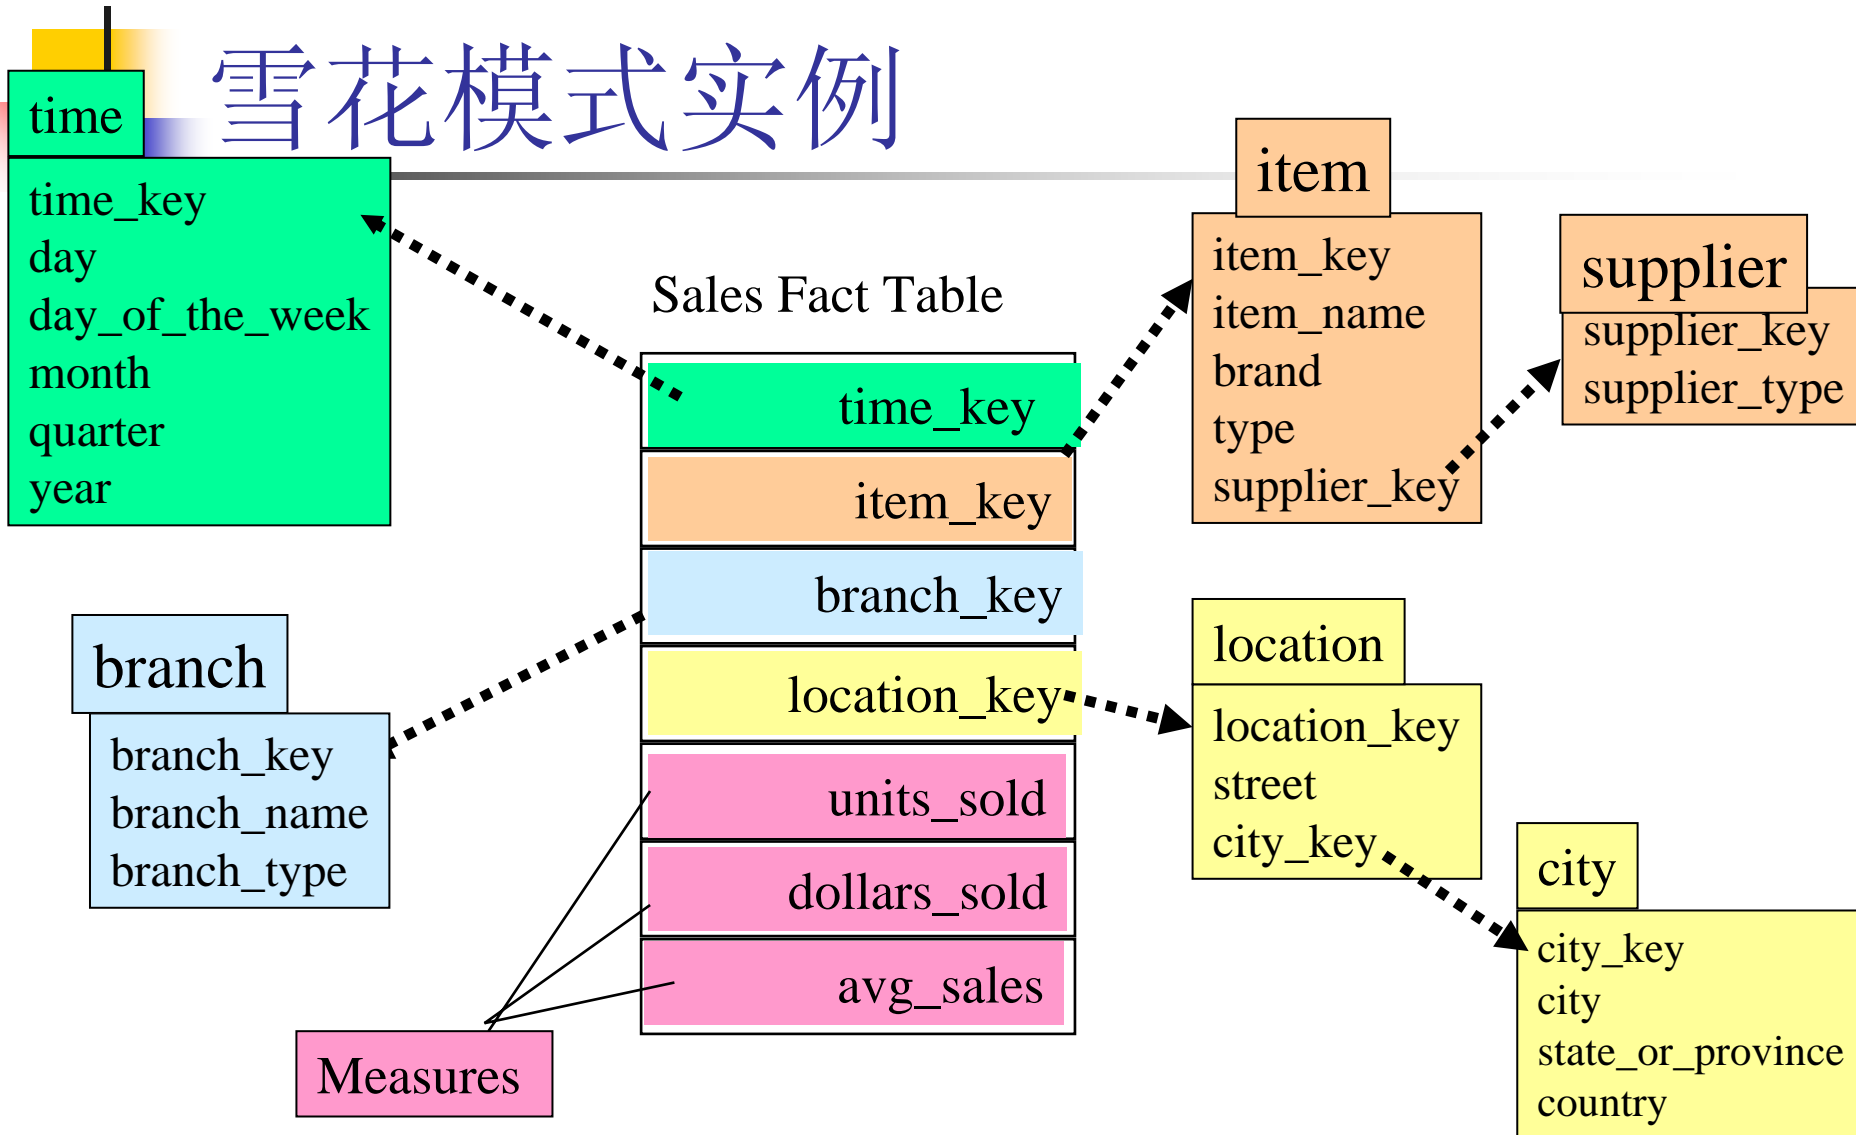 雪花模式实例
time
time_key
day
day_of_the_week
month
quarter
year
Sales Fact Table
time_key
item_key
branch_key
location_key
units_sold
dollars_sold
avg_sales
Measures
branch
branch_key
branch_name
branch_type
item
item_key
item_name
brand
type
supplier_key
supplier
supplier_key
supplier_type
location
location_key
street
city_key
city
city_key
city
state_or_province
country